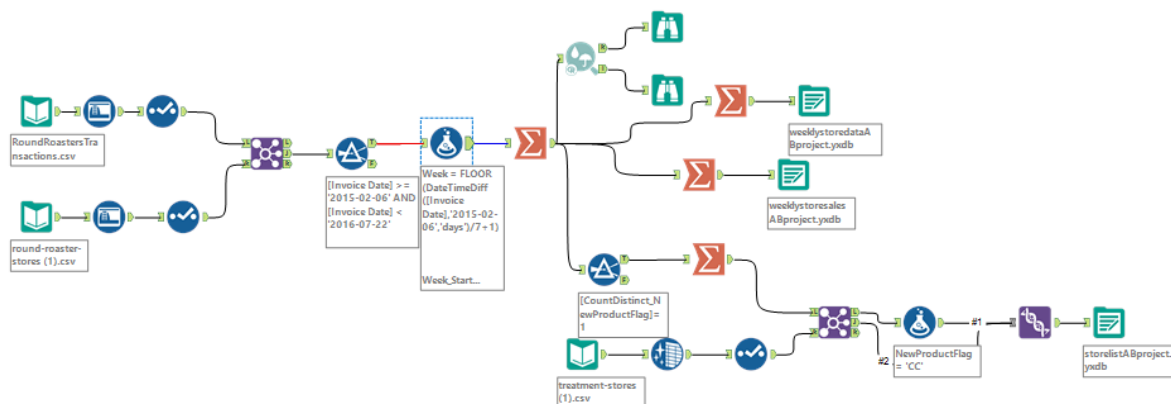 RoundRoastersTra
nsactions.csv
round-roaster-
stores (1).csv
[Invoice Date] >=
'2015-02-06' AND
[Invoice Date] <
'2016-07-22'
Week = FLOOR
(DateTimeDiff
([Invoice
Date],'2015-02-
06','days')/7+1)
Week_Start...
weeklystoredataA
Bproject.yxdb
weeklystoresales
ABproject.yxdb
[CountDistinct_N
ewProductFlag]=
1
treatment-stores
(1).csv
#1
#2
NewProductFlag
= 'CC'
storelistABproject.
yxdb